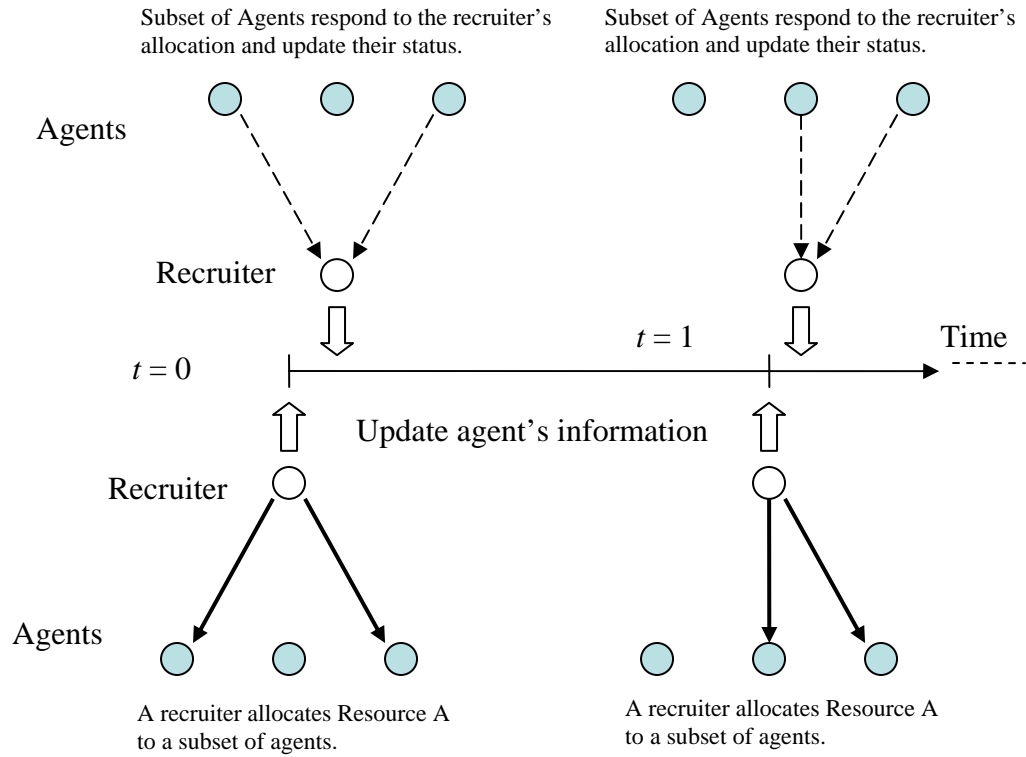 Subset of Agents respond to the recruiter's
allocation and update their status.
Subset of Agents respond to the recruiter's
allocation and update their status.
Agents
Recruiter
t = 0
t = 1
Time
Update agent's information
Recruiter
Agents
A recruiter allocates Resource A
to a subset of agents.
A recruiter allocates Resource A
to a subset of agents.